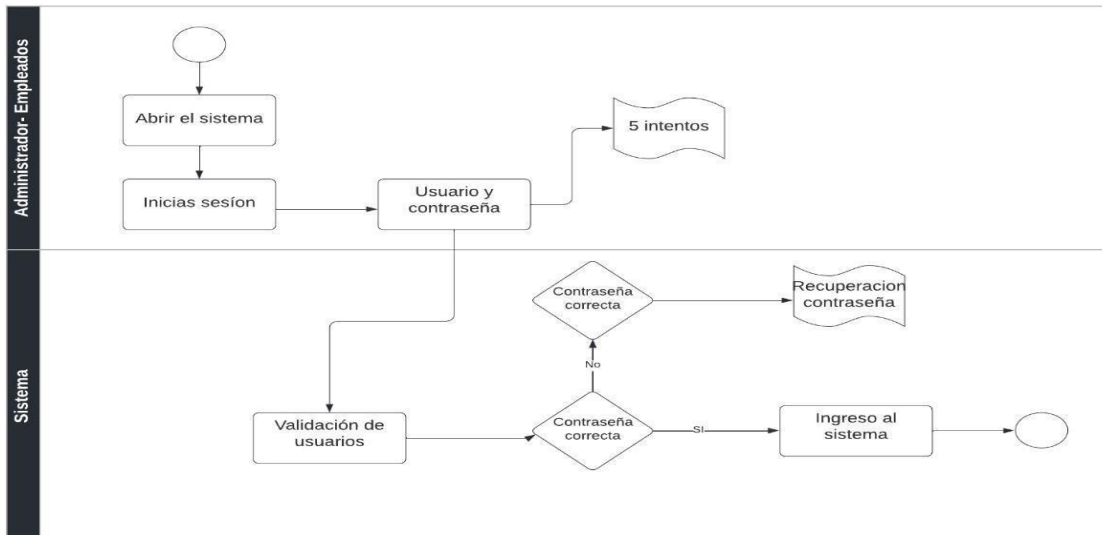 Administrador- Empleados
Abrir el sistema
5 intentos
Inicias sesíon
Usuario y
contraseña
Sistema
Contraseña
correcta
Recuperacion
contraseña
No
Validación de
usuarios
Contraseña
correcta
SI
Ingreso al
sistema